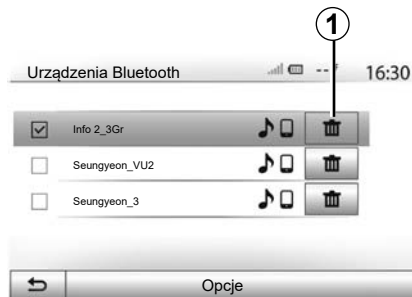 1
Urządzenia Bluetooth -- ° 16:30
Info 2_3Gr
Seungyeon_VU2
Seungyeon_3
Opcje